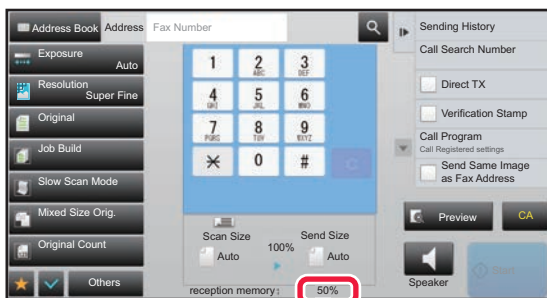 Address Book Address Fax Number
Sending History
Exposure
Auto
Call Search Number
Resolution
Super Fine
Direct TX
Original
Verification Stamp
Job Build
Call Program
Call Registered settings
Slow Scan Mode
Send Same Image
as Fax Address
Mixed Size Orig.
Original Count
Others
1
2
ABC
3
DEF
4
GHI
5
JKL
6
MNO
7
PQRS
8
TUV
9
WXYZ
0
#
C
Scan Size
Send Size
100%
Auto
Auto
reception memory: 50%
Preview
CA
Speaker
Start